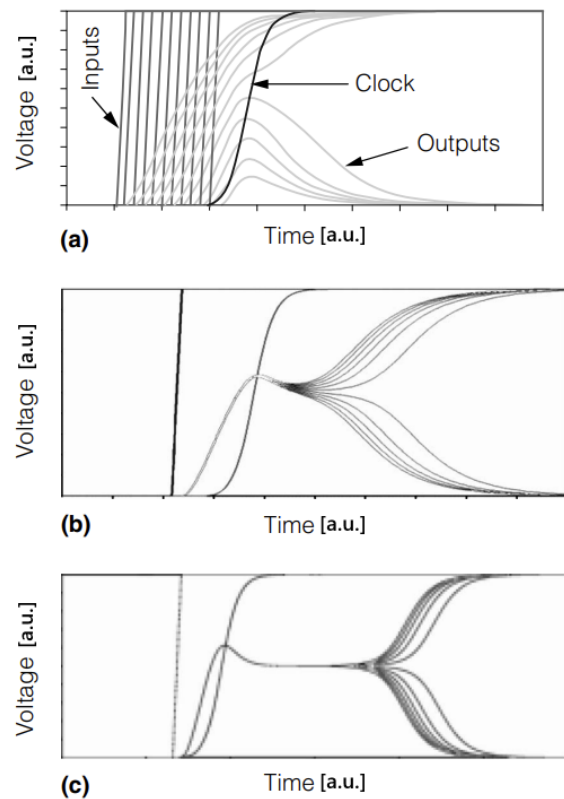 Voltage [a.u.]
Inputs
Clock
Outputs
(a)
Time [a.u.]
Voltage [a.u.]
(b)
Time [a.u.]
Voltage [a.u.]
(c)
Time [a.u.]